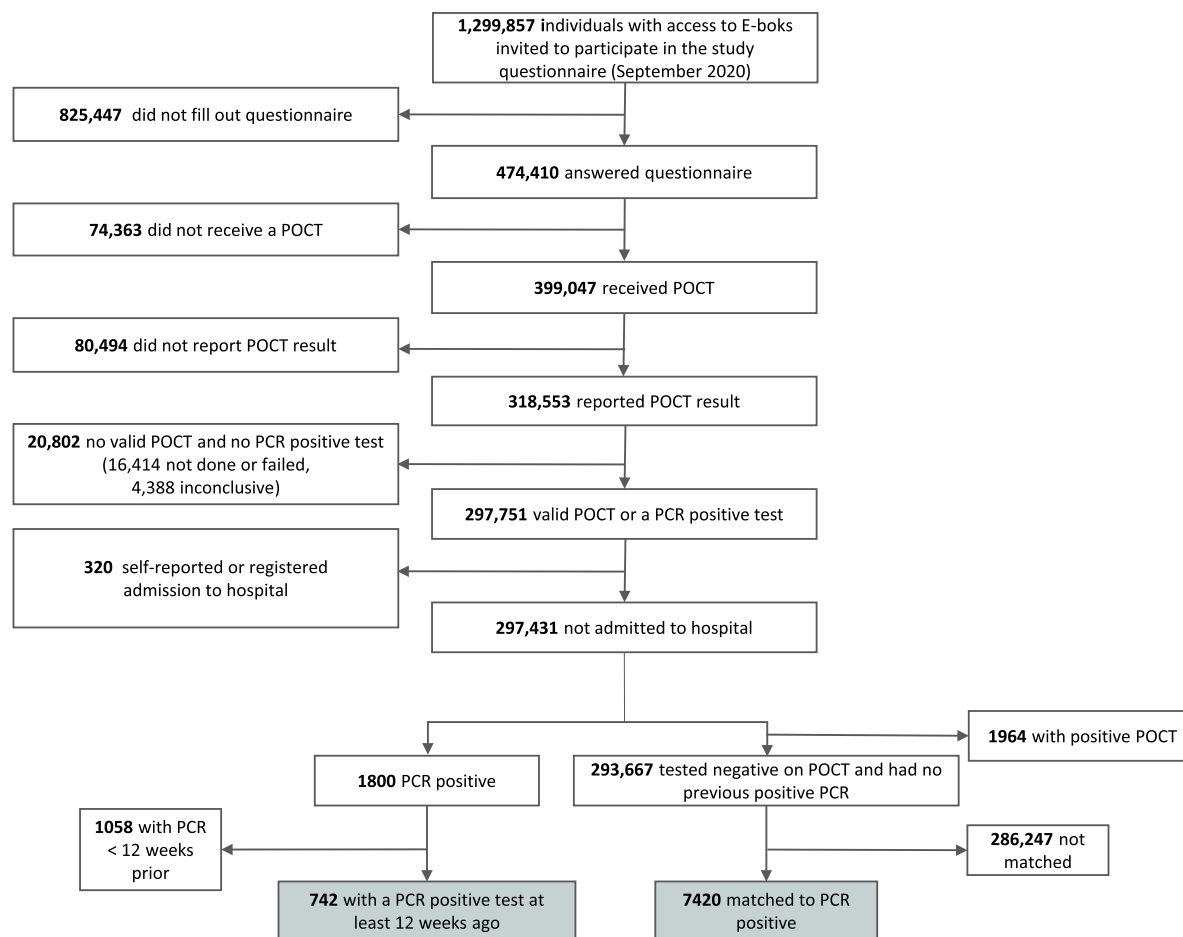 1,299,857 individuals with access to E-boks
invited to participate in the study
questionnaire (September 2020)
825,447 did not fill out questionnaire
474,410 answered questionnaire
74,363 did not receive a POCT
399,047 received POCT
80,494 did not report POCT result
318,553 reported POCT result
20,802 no valid POCT and no PCR positive test
(16,414 not done or failed,
4,388 inconclusive)
297,751 valid POCT or a PCR positive test
320 self-reported or registered
admission to hospital
297,431 not admitted to hospital
1964 with positive POCT
1800 PCR positive
293,667 tested negative on POCT and had no
previous positive PCR
1058 with PCR
< 12 weeks
prior
286,247 not
matched
742 with a PCR positive test at
least 12 weeks ago
7420 matched to PCR
positive